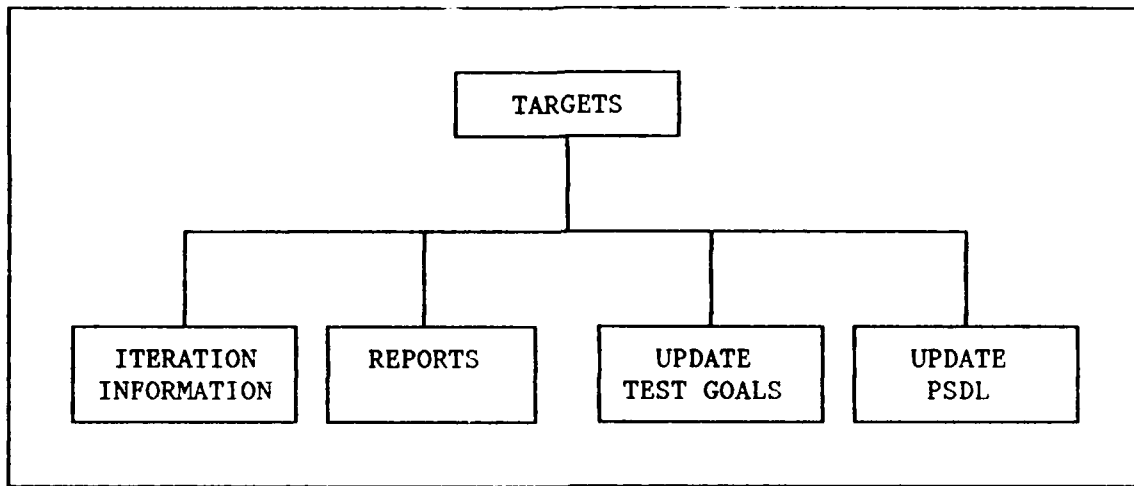 TARGETS
ITERATION
INFORMATION
REPORTS
UPDATE
TEST GOALS
UPDATE
PSDL